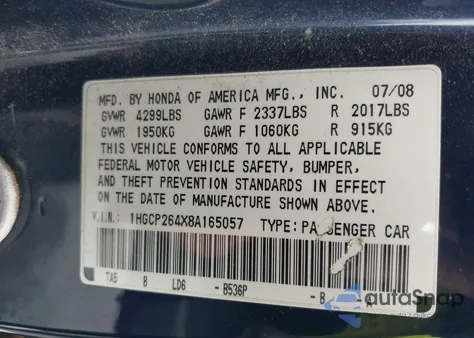 MFD. BY HONDA OF AMERICA MFG., INC. 07/08
GVWR 4299LBS GAWR F 2337LBS R 2017LBS
GVWR 1950KG GAWR F 1060KG R 915KG
THIS VEHICLE CONFORMS TO ALL APPLICABLE
FEDERAL MOTOR VEHICLE SAFETY, BUMPER,
AND THEFT PREVENTION STANDARDS IN EFFECT
ON THE DATE OF MANUFACTURE SHOWN ABOVE.
V.I.N.: 1HGCP264X8A165057 TYPE: PASSENGER CAR
TA5 8 LD6 -B536P -B -A
autoSnap